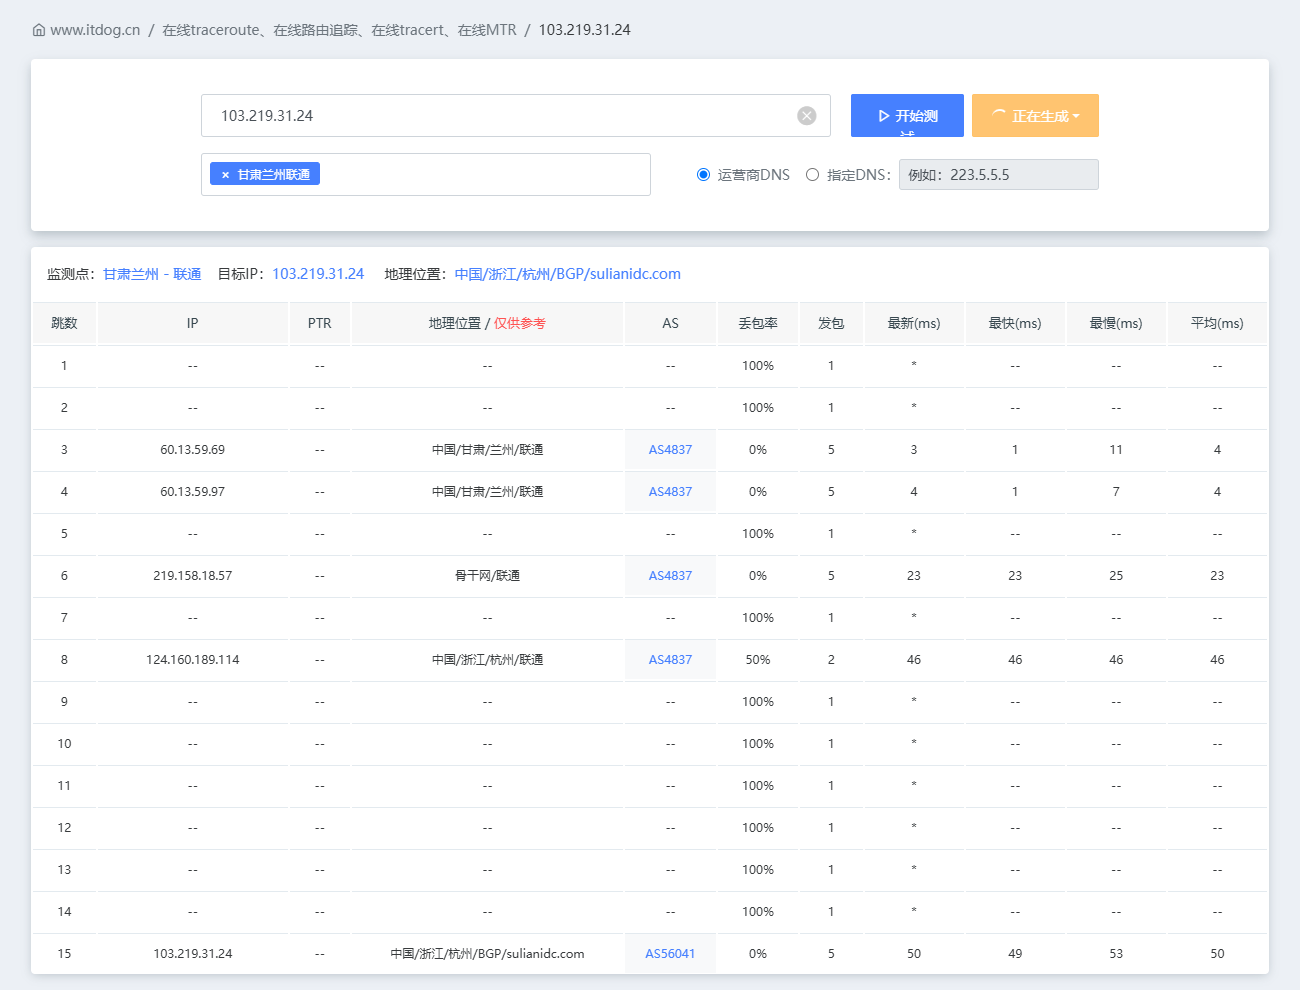 www.itdog.cn / 在线traceroute、在线路由追踪、在线tracert、在线MTR / 103.219.31.24
103.219.31.24 开始测试 正在生成
× 甘肃兰州联通 运营商DNS 指定DNS： 例如：223.5.5.5
监测点：甘肃兰州 - 联通 目标IP：103.219.31.24 地理位置：中国/浙江/杭州/BGP/sulianidc.com
跳数 IP PTR 地理位置 / 仅供参考 AS 丢包率 发包 最新(ms) 最快(ms) 最慢(ms) 平均(ms)
1 -- -- -- -- 100% 1 * -- -- --
2 -- -- -- -- 100% 1 * -- -- --
3 60.13.59.69 -- 中国/甘肃/兰州/联通 AS4837 0% 5 3 1 11 4
4 60.13.59.97 -- 中国/甘肃/兰州/联通 AS4837 0% 5 4 1 7 4
5 -- -- -- -- 100% 1 * -- -- --
6 219.158.18.57 -- 骨干网/联通 AS4837 0% 5 23 23 25 23
7 -- -- -- -- 100% 1 * -- -- --
8 124.160.189.114 -- 中国/浙江/杭州/联通 AS4837 50% 2 46 46 46 46
9 -- -- -- -- 100% 1 * -- -- --
10 -- -- -- -- 100% 1 * -- -- --
11 -- -- -- -- 100% 1 * -- -- --
12 -- -- -- -- 100% 1 * -- -- --
13 -- -- -- -- 100% 1 * -- -- --
14 -- -- -- -- 100% 1 * -- -- --
15 103.219.31.24 -- 中国/浙江/杭州/BGP/sulianidc.com AS56041 0% 5 50 49 53 50